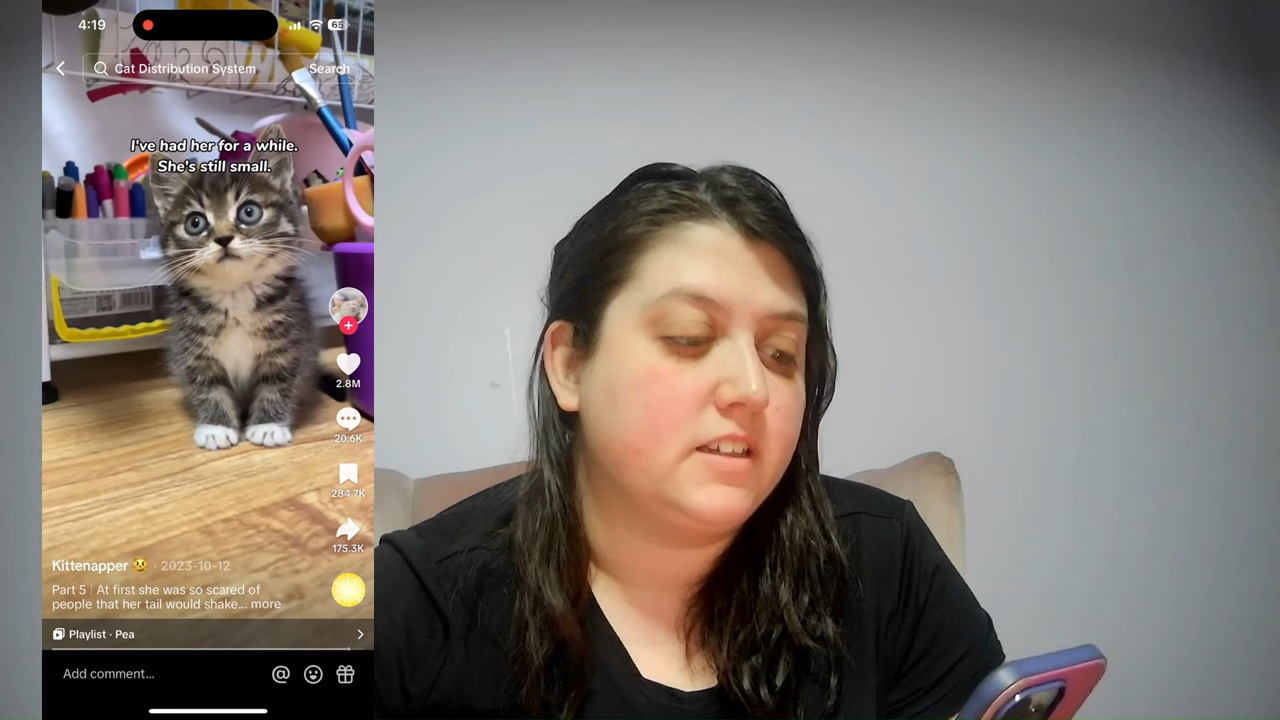 4:19
65
Cat Distribution System
Search
I've had her for a while.
She's still small.
2.8M
20.6K
284.7K
175.3K
Kittenapper · 2023-10-12
Part 5 | At first she was so scared of
people that her tail would shake... more
Playlist · Pea
Add comment...